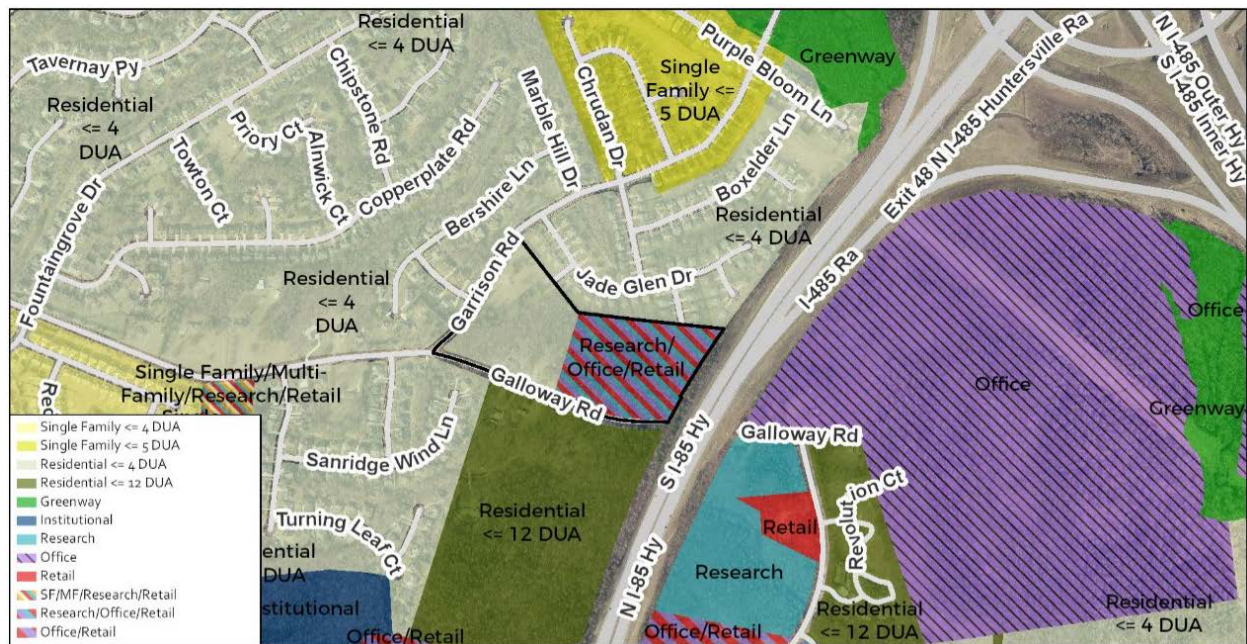 Residential
<= 4 DUA
Tavernay Py
Chipstone Rd
Marble Hill Dr
Chrudan Dr
Single
Family <=
5 DUA
Purple Bloom Ln
Greenway
N I-485 Outer Hy
S I-485 Inner Hy
Exit 48 N I-485 Huntersville Ra
Residential
<= 4
DUA
Priory Ct
Alnwick Ct
Towton Ct
Copperplate Rd
Bershire Ln
Boxelder Ln
Residential
<= 4 DUA
Fountaingrove Dr
Garrison Rd
Jade Glen Dr
I-485 Ra
Residential
<= 4
DUA
Office
Research/
Office/Retail
Office
Single Family/Multi-
Family/Research/Retail
Galloway Rd
Greenway
S I-85 Hy
Galloway Rd
Sanridge Wind Ln
Revolution Ct
Residential
<= 12 DUA
Retail
Turning Leaf Ct
Research
N I-85 Hy
Residential
<= 12 DUA
Residential
<= 4 DUA
Office/Retail
Office/Retail
Single Family <= 4 DUA
Single Family <= 5 DUA
Residential <= 4 DUA
Residential <= 12 DUA
Greenway
Institutional
Research
Office
Retail
SF/MF/Research/Retail
Research/Office/Retail
Office/Retail